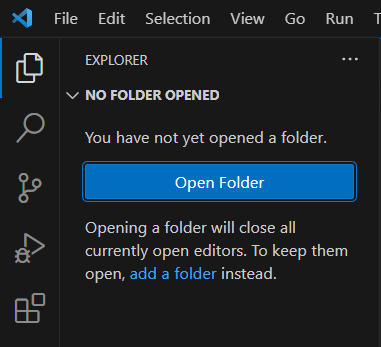 File Edit Selection View Go Run
EXPLORER
NO FOLDER OPENED
You have not yet opened a folder.
Open Folder
Opening a folder will close all
currently open editors. To keep them
open, add a folder instead.